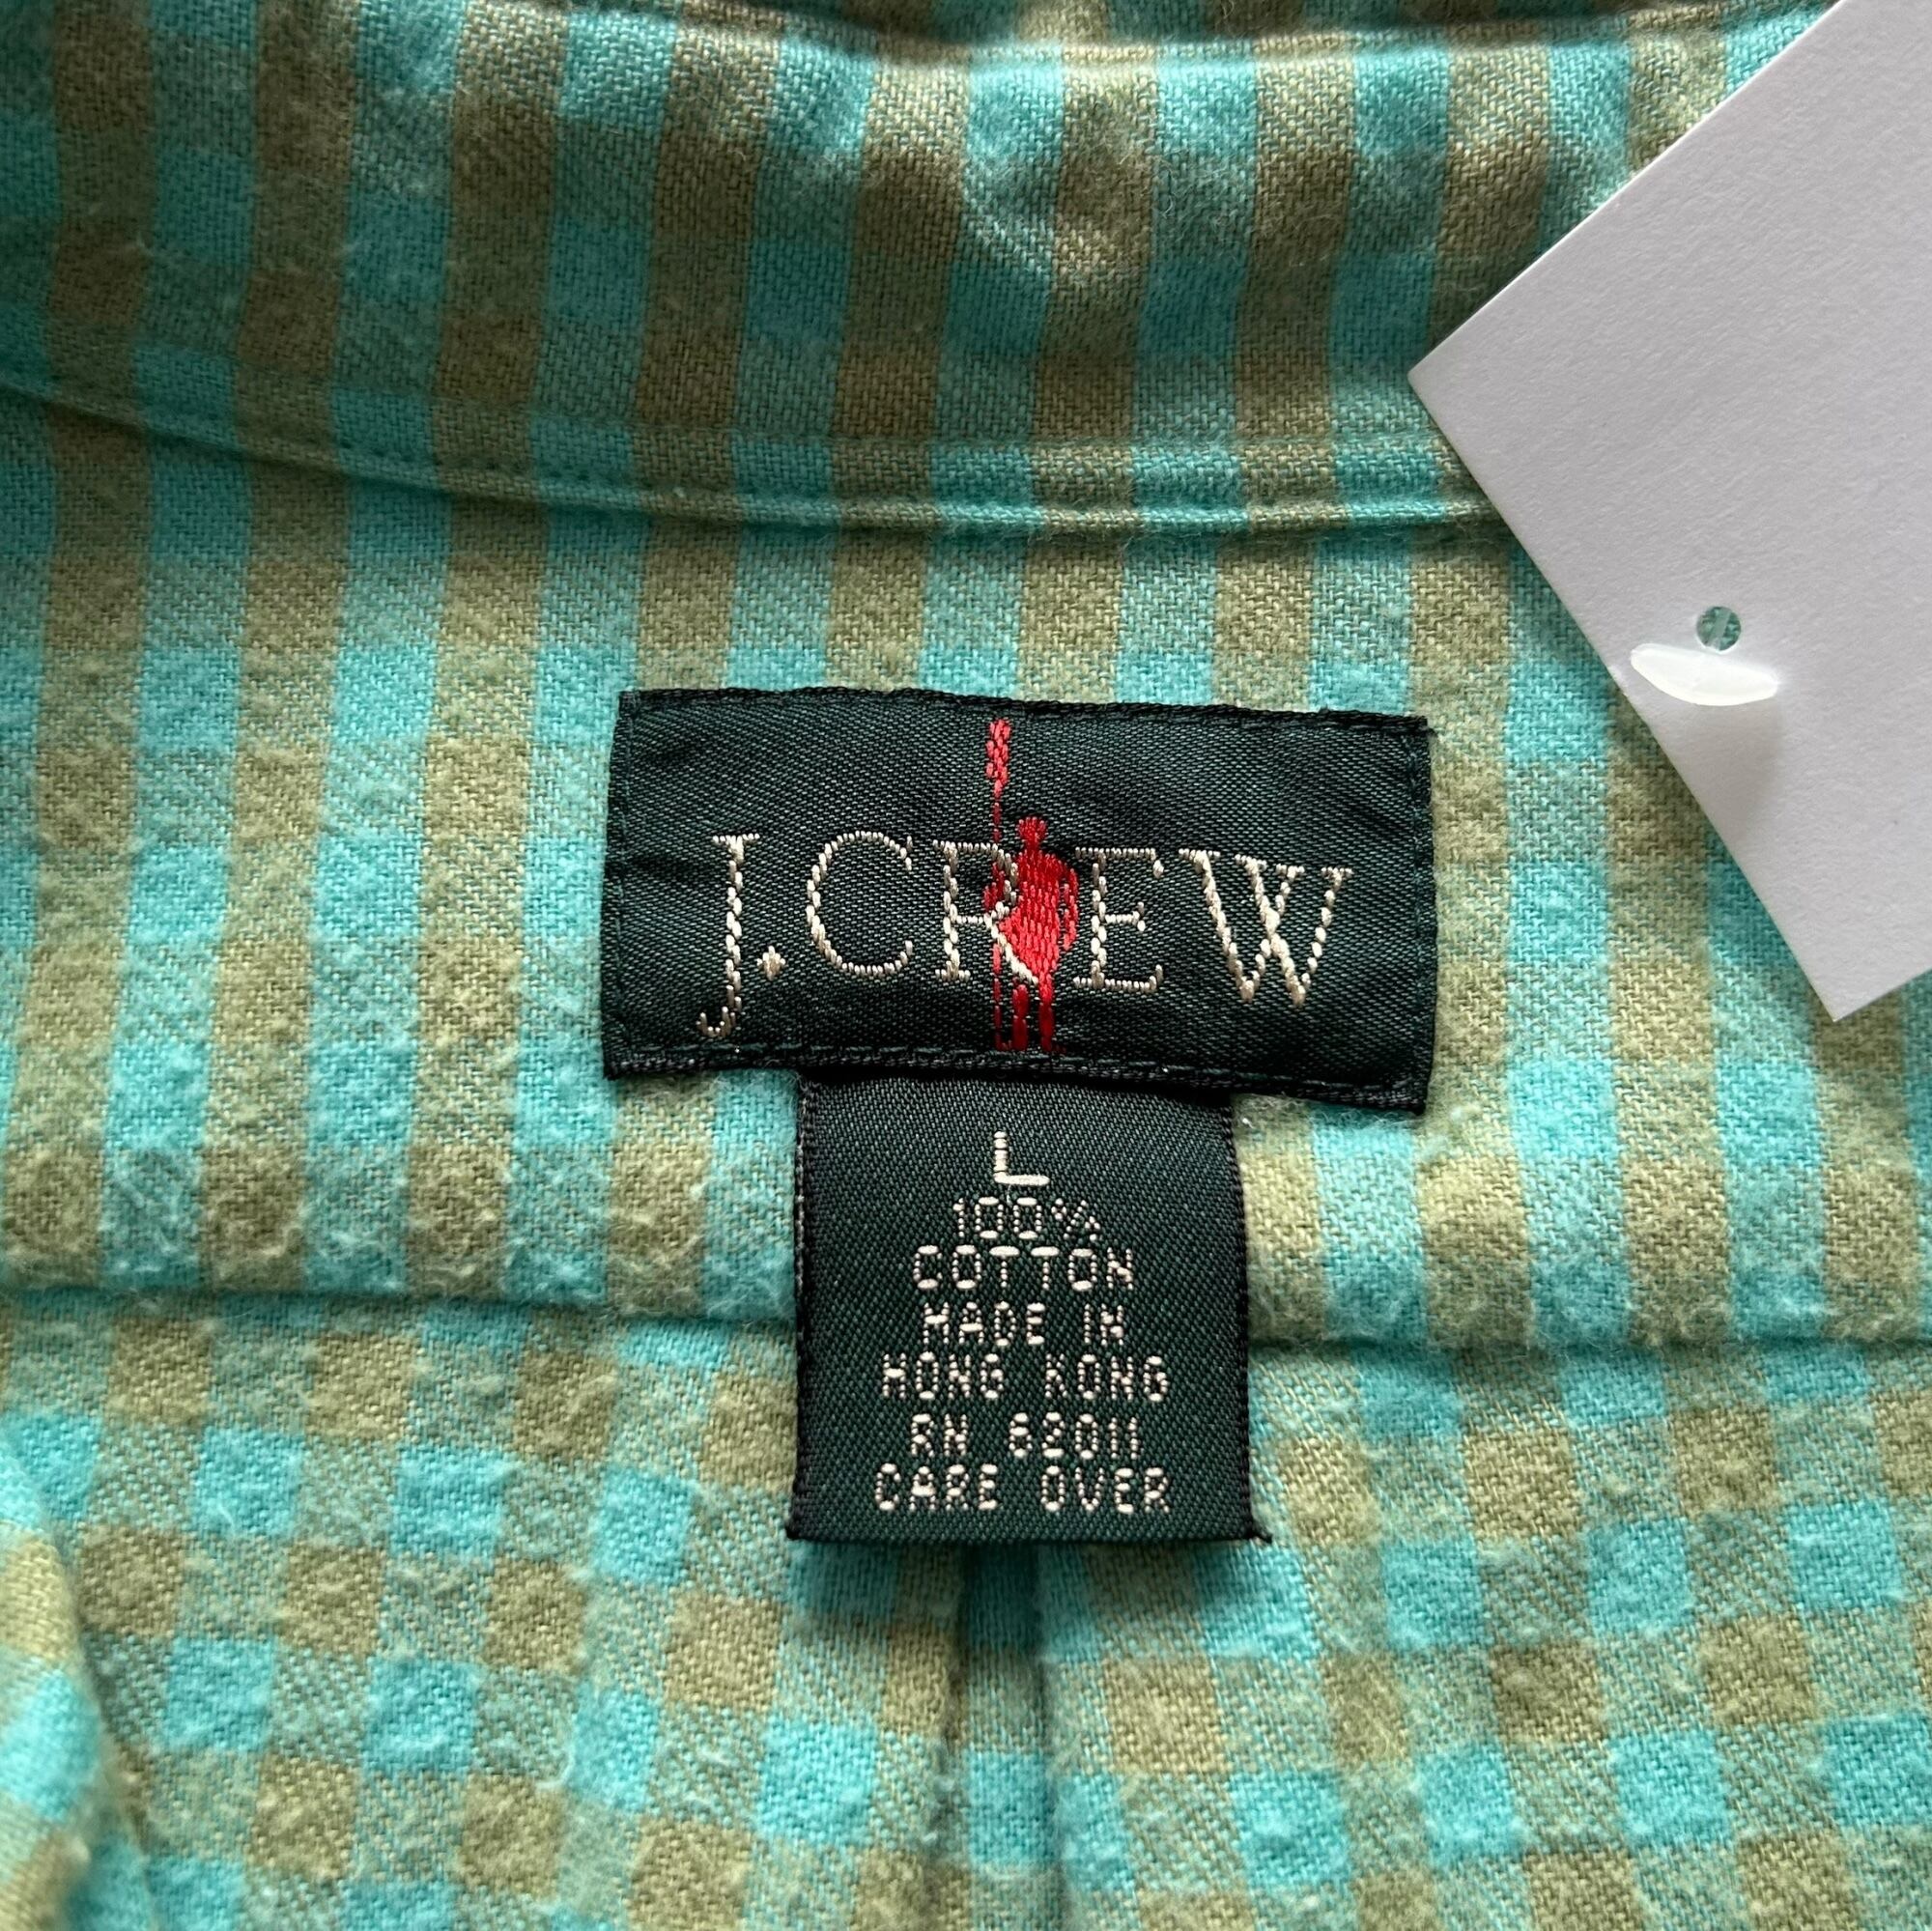 J.CREW
L
100%
COTTON
MADE IN
HONG KONG
RN 62011
CARE OVER